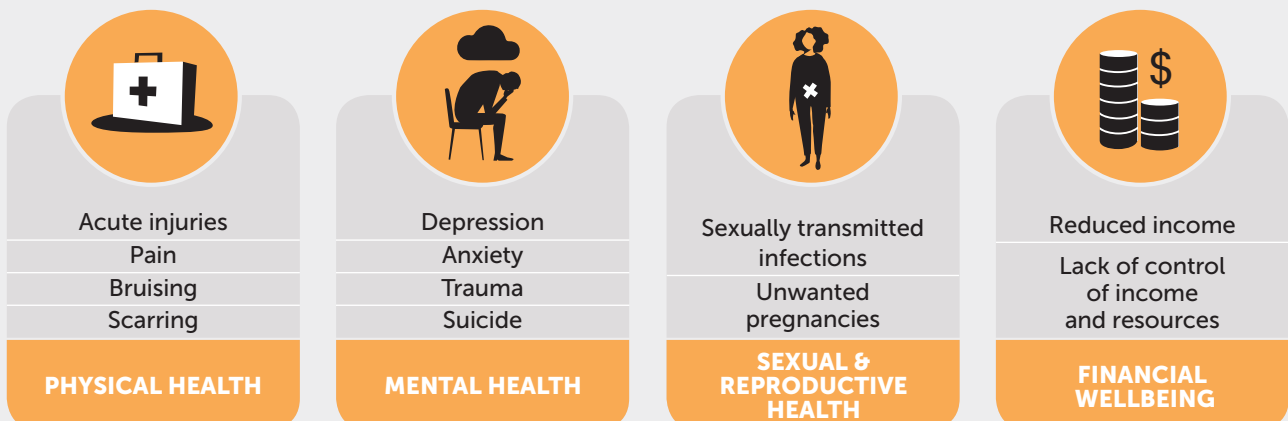 $
Acute injuries
Pain
Bruising
Scarring
PHYSICAL HEALTH
Depression
Anxiety
Trauma
Suicide
MENTAL HEALTH
Sexually transmitted
infections
Unwanted
pregnancies
SEXUAL &
REPRODUCTIVE
HEALTH
Reduced income
Lack of control
of income
and resources
FINANCIAL
WELLBEING